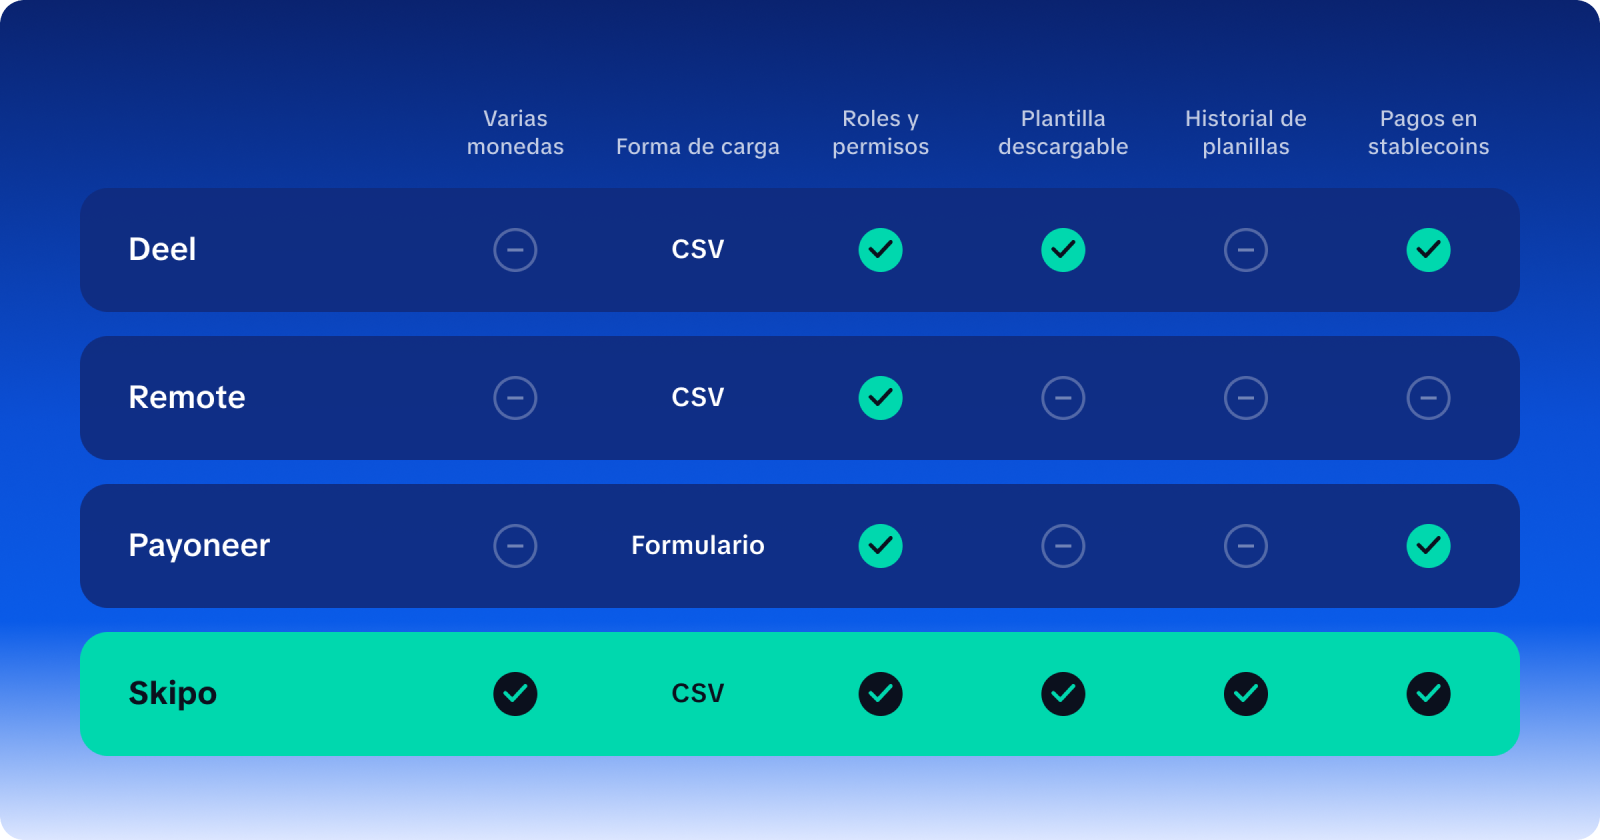 Varias
monedas
Forma de carga
Roles y
permisos
Plantilla
descargable
Historial de
planillas
Pagos en
stablecoins
Deel
CSV
Remote
CSV
Payoneer
Formulario
Skipo
CSV